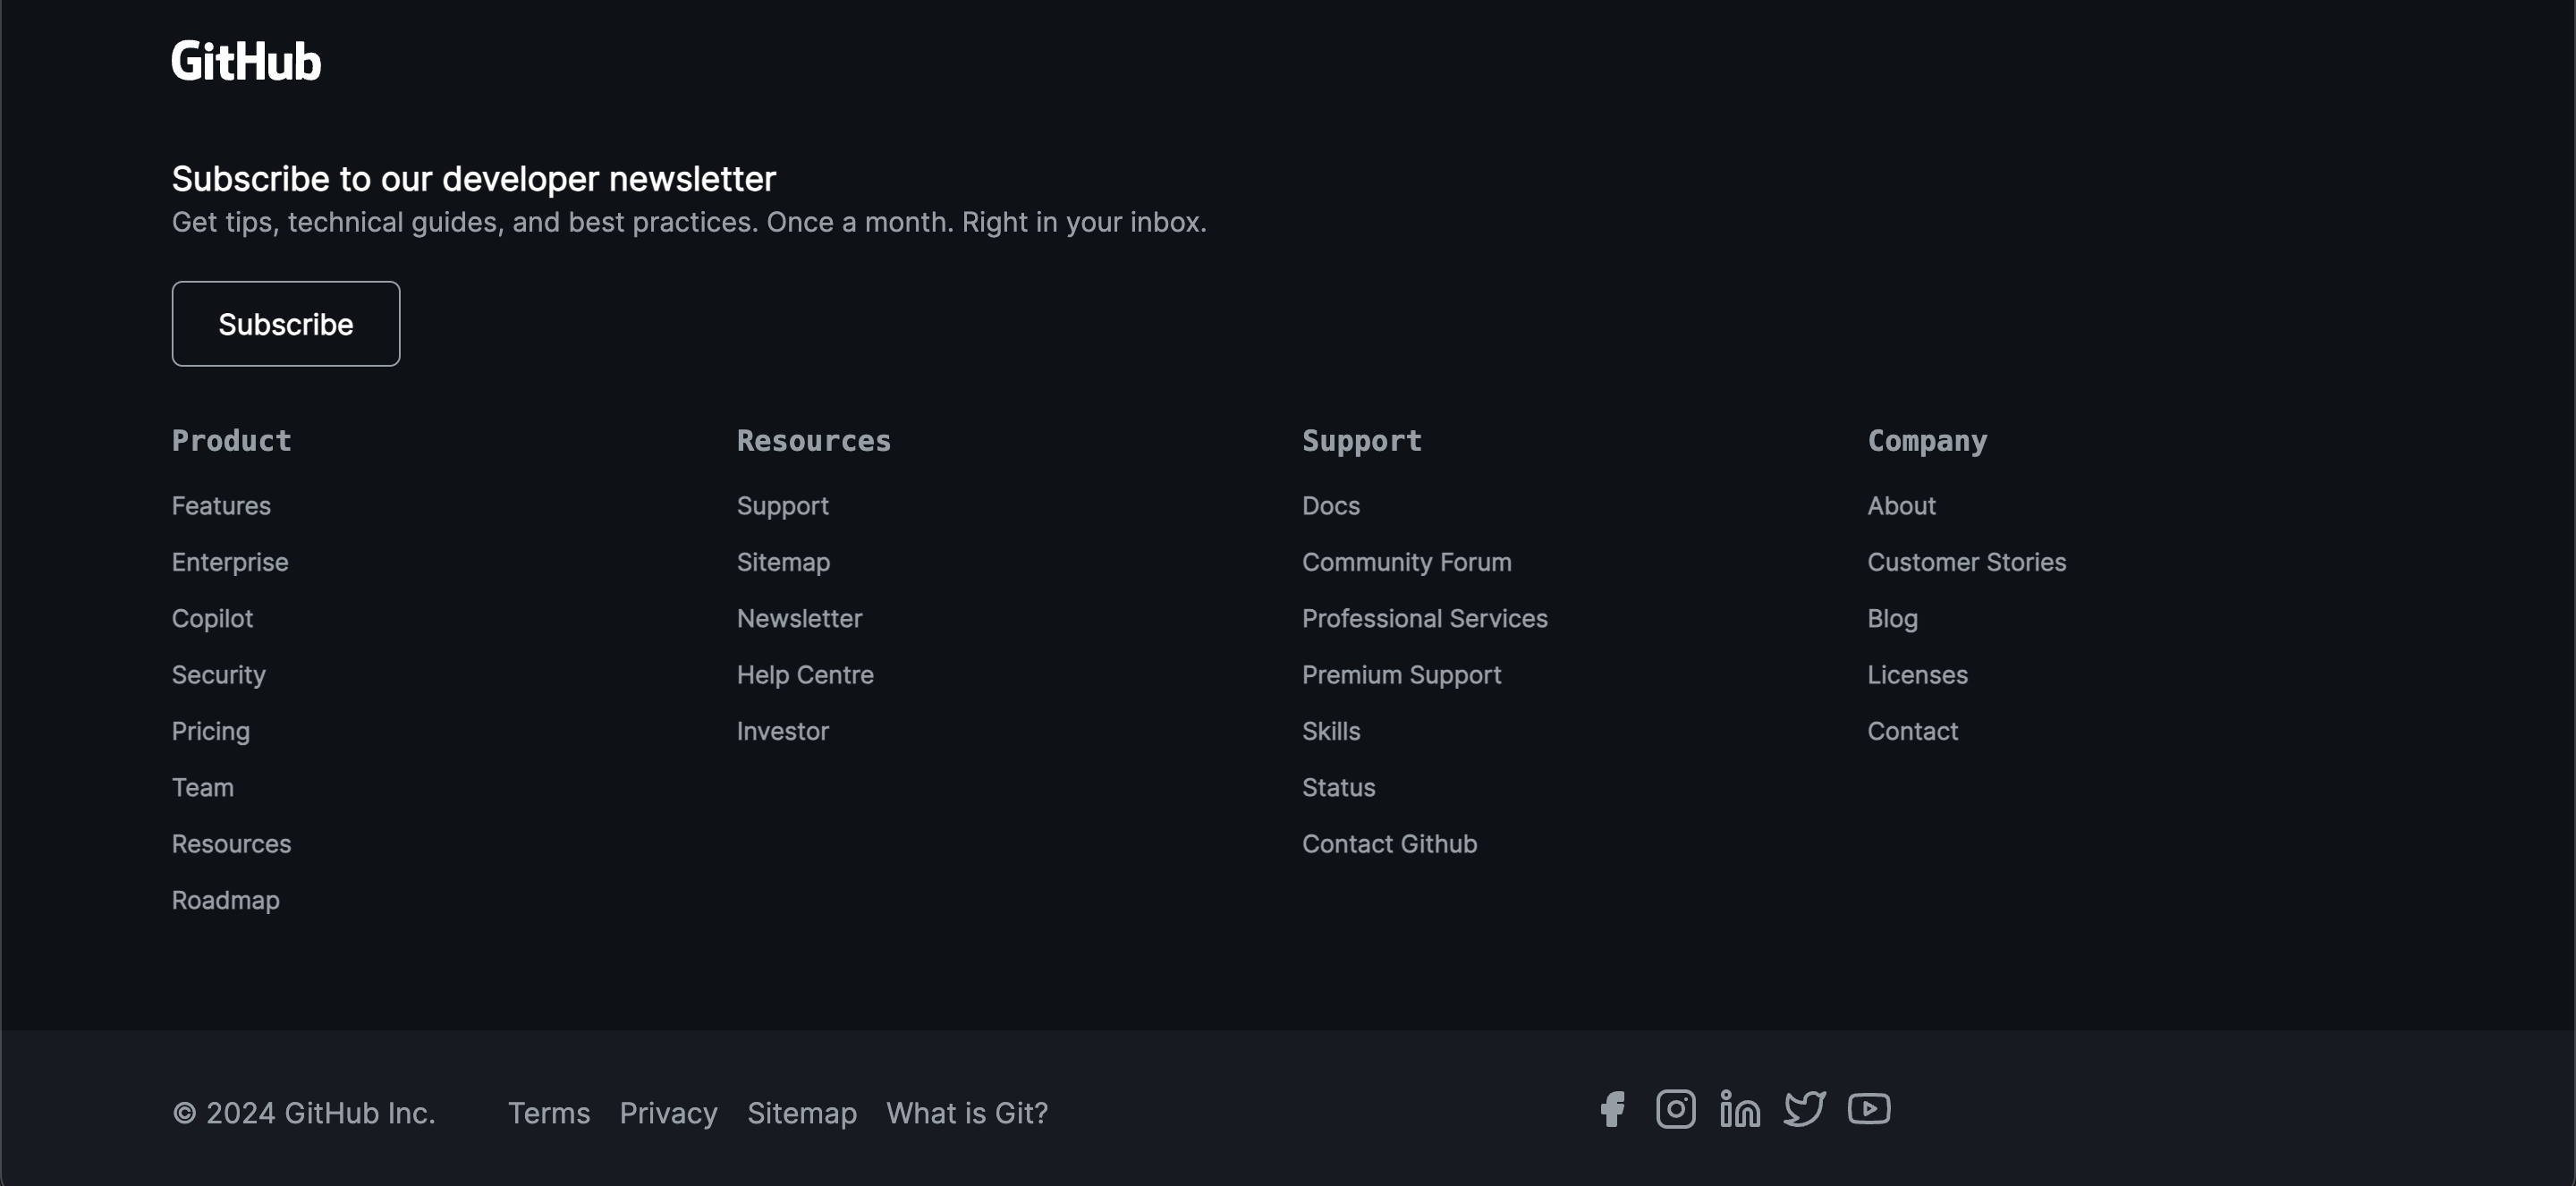 GitHub
Subscribe to our developer newsletter
Get tips, technical guides, and best practices. Once a month. Right in your inbox.
Subscribe
Product
Features
Enterprise
Copilot
Security
Pricing
Team
Resources
Roadmap
Resources
Support
Sitemap
Newsletter
Help Centre
Investor
Support
Docs
Community Forum
Professional Services
Premium Support
Skills
Status
Contact Github
Company
About
Customer Stories
Blog
Licenses
Contact
© 2024 GitHub Inc. Terms Privacy Sitemap What is Git?